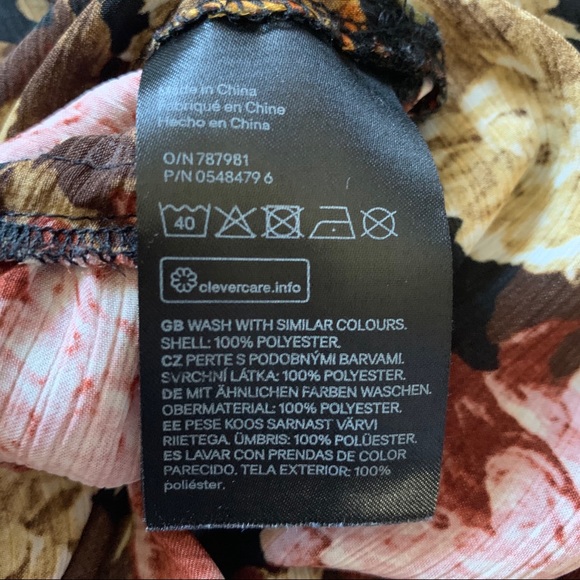 Made in China
Fabriqué en Chine
Hecho en China
O/N 787981
P/N 0548479 6
40
clevercare.info
GB WASH WITH SIMILAR COLOURS.
SHELL: 100% POLYESTER.
CZ PERTE S PODOBNÝMI BARVAMI.
SVRCHNÍ LÁTKA: 100% POLYESTER.
DE MIT ÄHNLICHEN FARBEN WASCHEN.
OBERMATERIAL: 100% POLYESTER.
EE PESE KOOS SARNAST VÄRVI
RIIETEGA. ÜMBRIS: 100% POLÜESTER.
ES LAVAR CON PRENDAS DE COLOR
PARECIDO. TELA EXTERIOR: 100%
poliéster.